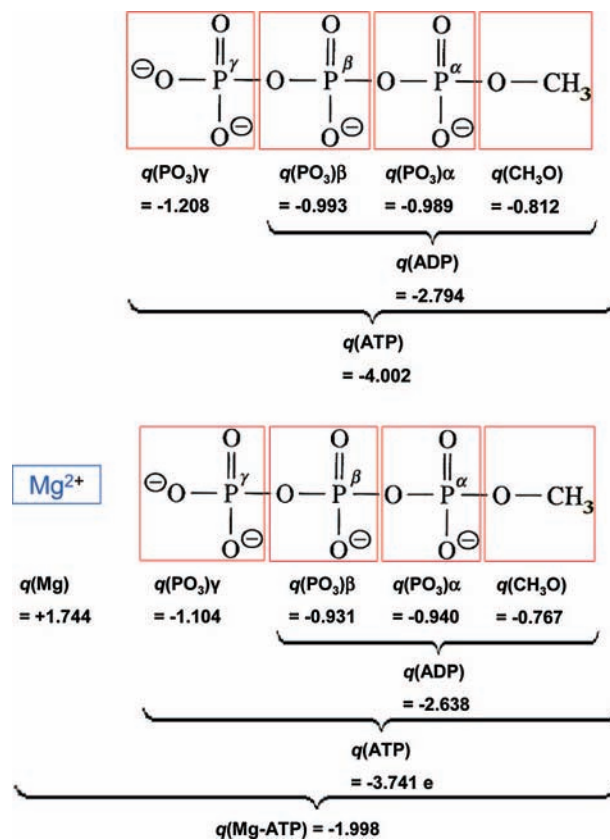 O O O
⊖O—P γ—O—P β—O—P α—O—CH3
O⊖ O⊖ O⊖
q(PO3)γ q(PO3)β q(PO3)α q(CH3O)
= -1.208 = -0.993 = -0.989 = -0.812
q(ADP)
= -2.794
q(ATP)
= -4.002
O O O
Mg2+ ⊖O—P γ—O—P β—O—P α—O—CH3
O⊖ O⊖ O⊖
q(Mg) q(PO3)γ q(PO3)β q(PO3)α q(CH3O)
= +1.744 = -1.104 = -0.931 = -0.940 = -0.767
q(ADP)
= -2.638
q(ATP)
= -3.741 e
q(Mg-ATP) = -1.998